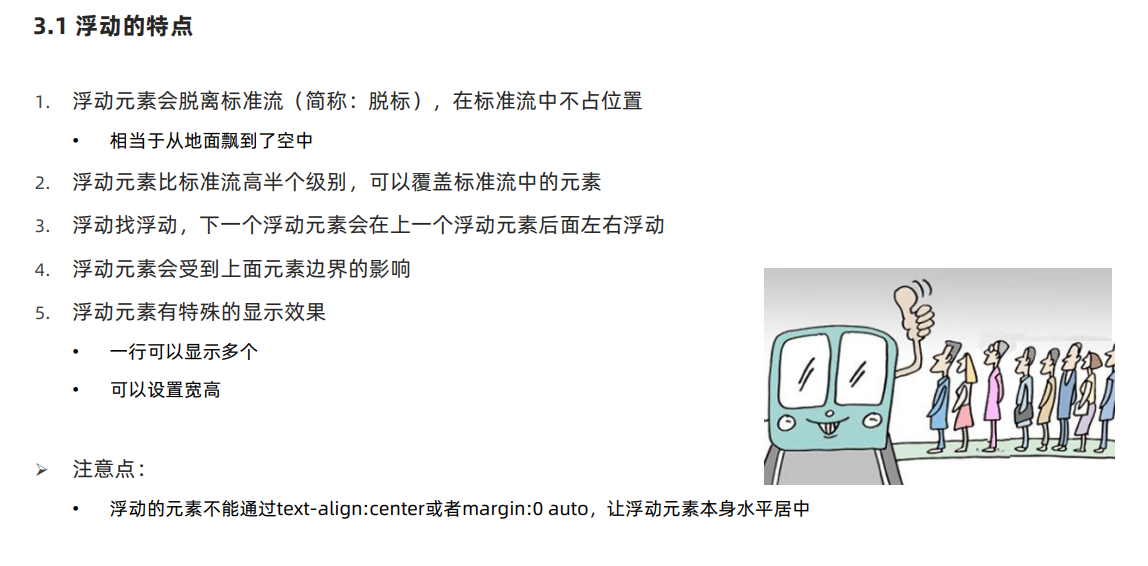 3.1 浮动的特点
1. 浮动元素会脱离标准流（简称：脱标），在标准流中不占位置
• 相当于从地面飘到了空中
2. 浮动元素比标准流高半个级别，可以覆盖标准流中的元素
3. 浮动找浮动，下一个浮动元素会在上一个浮动元素后面左右浮动
4. 浮动元素会受到上面元素边界的影响
5. 浮动元素有特殊的显示效果
• 一行可以显示多个
• 可以设置宽高
➢ 注意点：
• 浮动的元素不能通过text-align:center或者margin:0 auto，让浮动元素本身水平居中